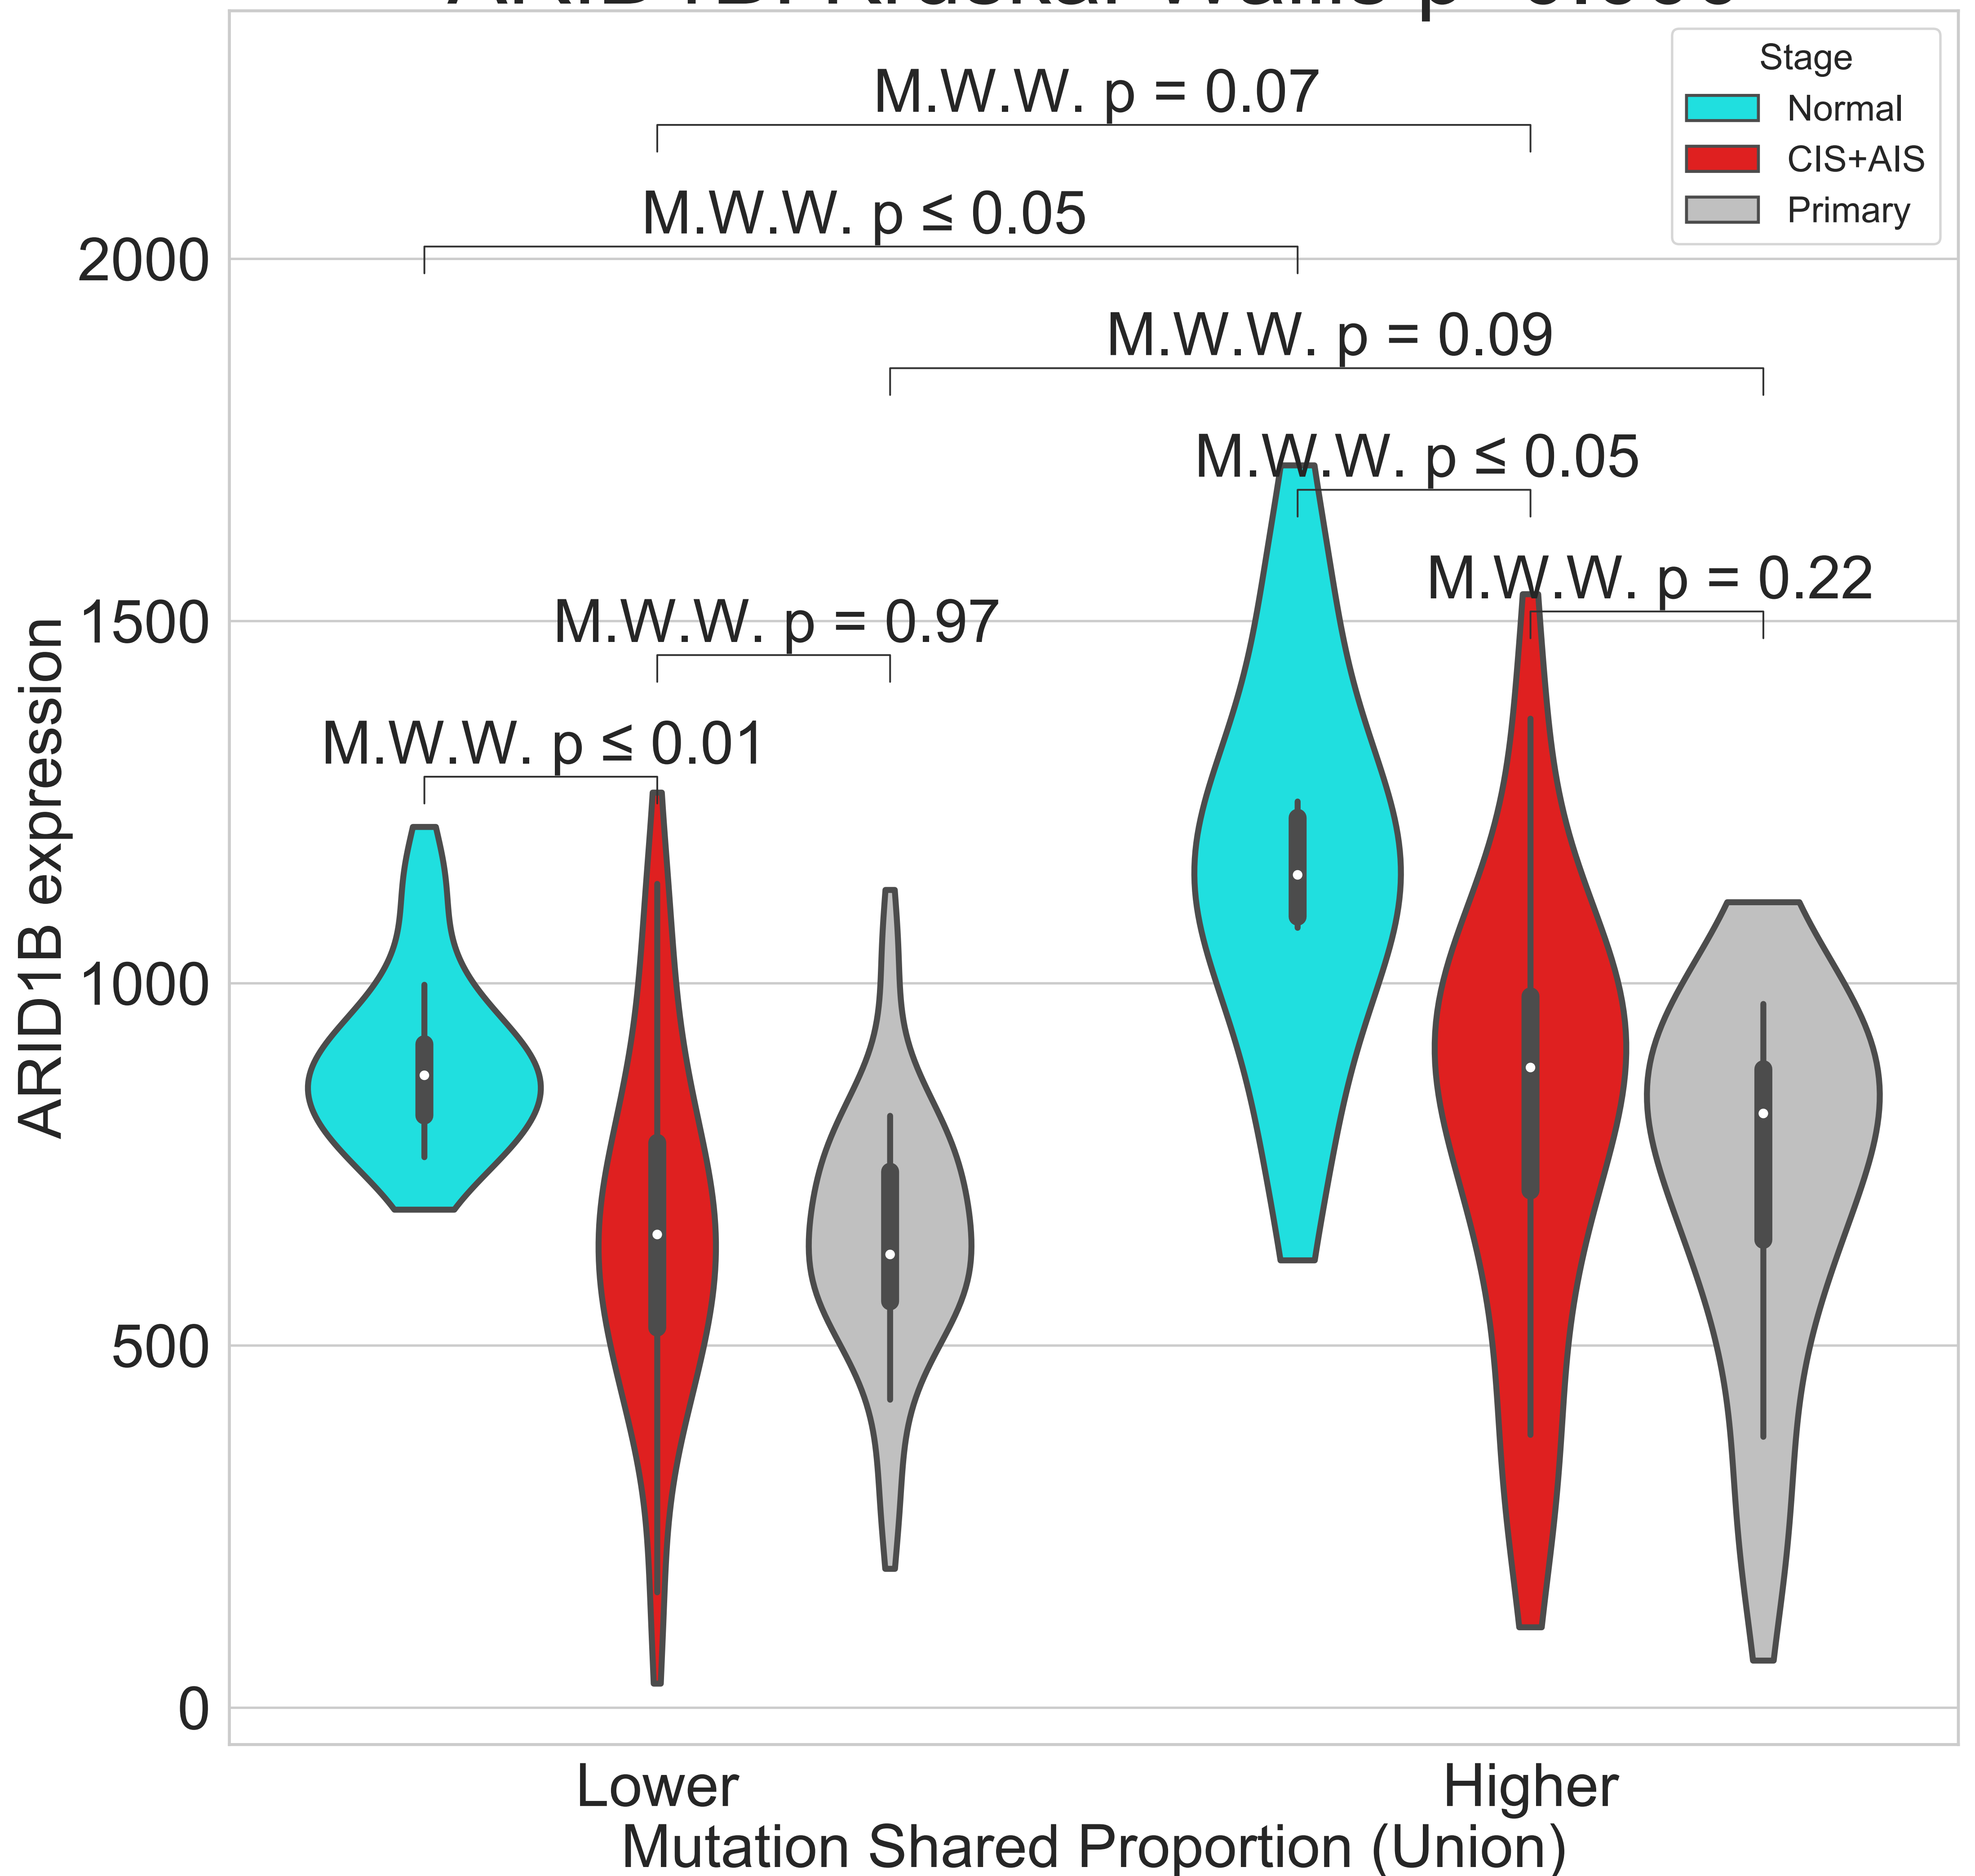 M.W.W. p = 0.07
M.W.W. p ≤ 0.05
M.W.W. p = 0.09
M.W.W. p ≤ 0.05
M.W.W. p = 0.22
M.W.W. p = 0.97
M.W.W. p ≤ 0.01
Stage
Normal
CIS+AIS
Primary
2000
1500
1000
500
0
ARID1B expression
Lower
Higher
Mutation Shared Proportion (Union)